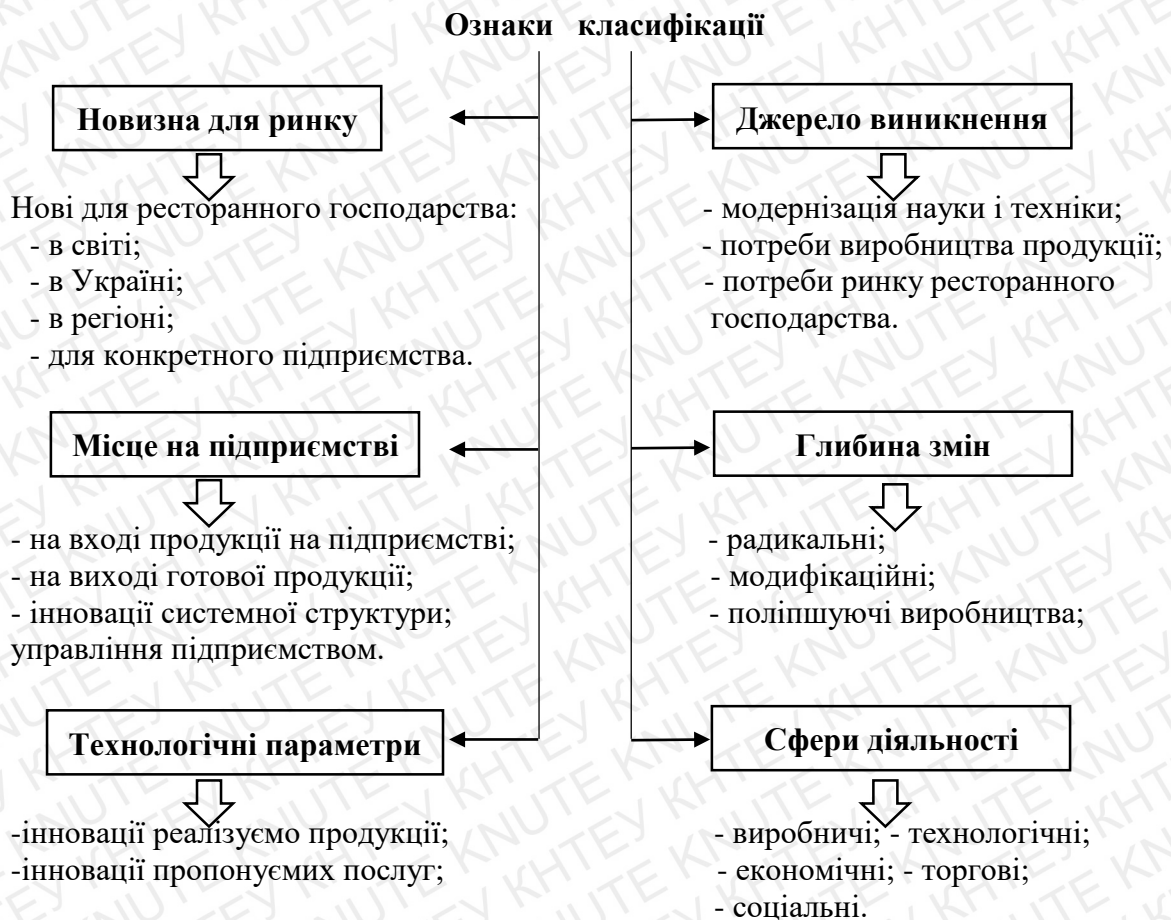 Ознаки класифікації
Новизна для ринку
Нові для ресторанного господарства:
- в світі;
- в Україні;
- в регіоні;
- для конкретного підприємства.
Місце на підприємстві
- на вході продукції на підприємстві;
- на виході готової продукції;
- інновації системної структури;
управління підприємством.
Технологічні параметри
-інновації реалізуємо продукції;
-інновації пропонуємих послуг;
Джерело виникнення
- модернізація науки і техніки;
- потреби виробництва продукції;
- потреби ринку ресторанного
господарства.
Глибина змін
- радикальні;
- модифікаційні;
- поліпшуючі виробництва;
Сфери діяльності
- виробничі; - технологічні;
- економічні; - торгові;
- соціальні.